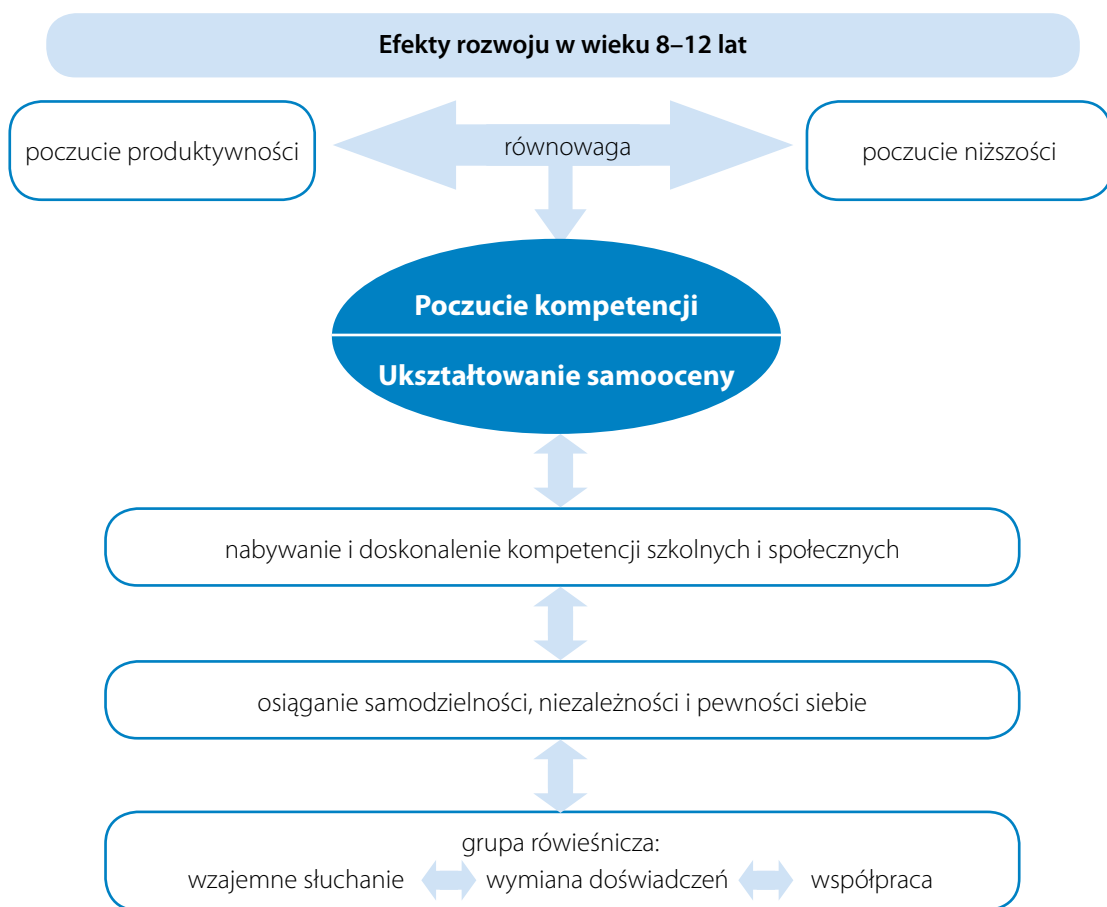 Efekty rozwoju w wieku 8–12 lat
poczucie produktywności
równowaga
poczucie niższości
Poczucie kompetencji
Ukształtowanie samooceny
nabywanie i doskonalenie kompetencji szkolnych i społecznych
osiąganie samodzielności, niezależności i pewności siebie
grupa rówieśnicza:
wzajemne słuchanie wymiana doświadczeń współpraca